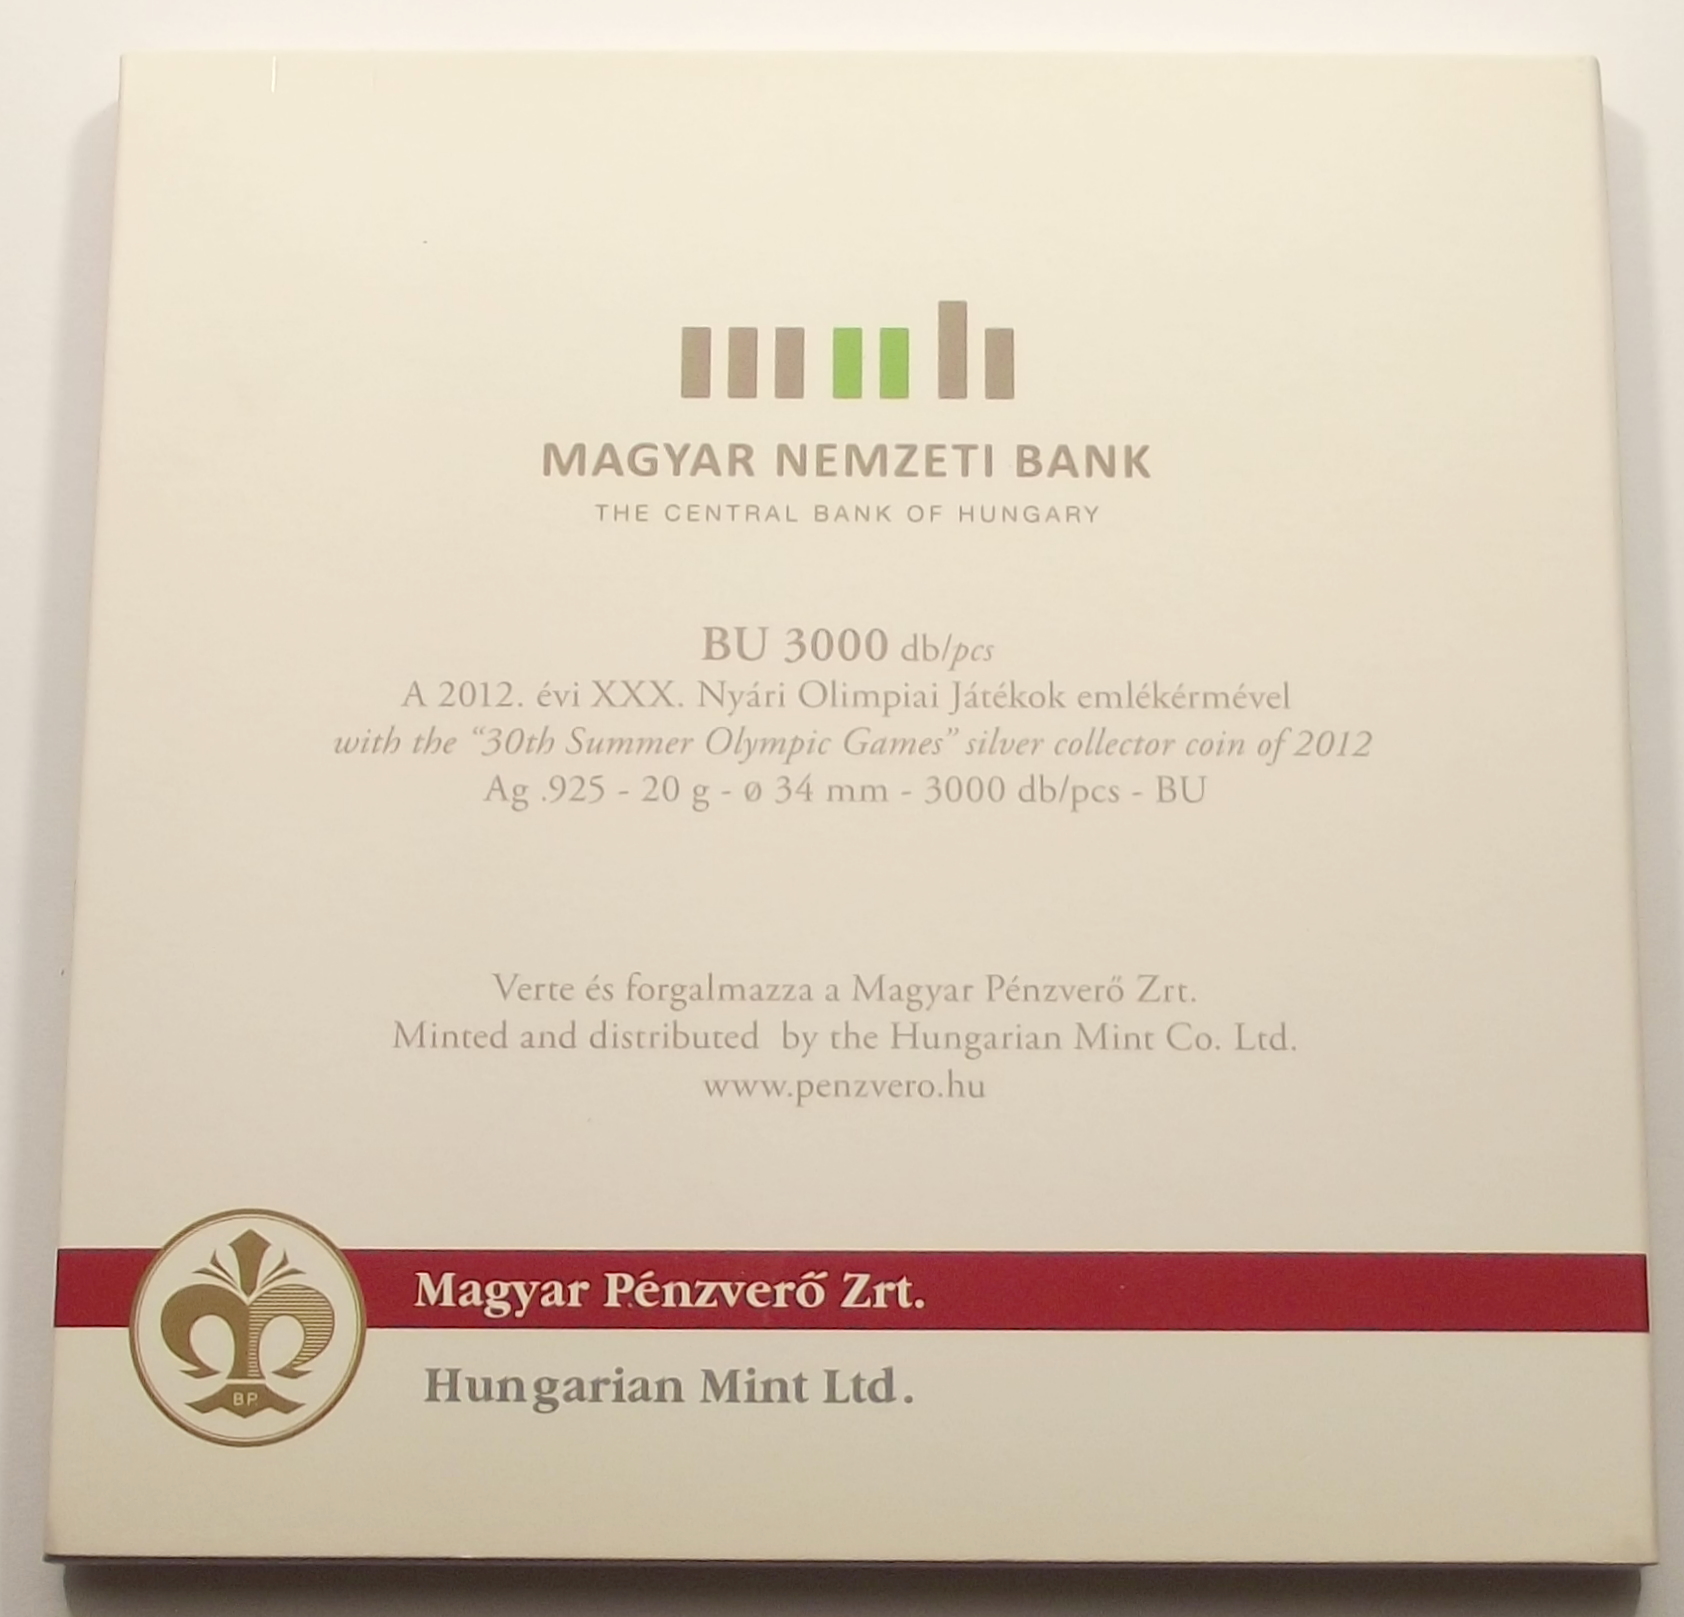 MAGYAR NEMZETI BANK
THE CENTRAL BANK OF HUNGARY
BU 3000 db/pcs
A 2012. évi XXX. Nyári Olimpiai Játékok emlékérmével
with the “30th Summer Olympic Games” silver collector coin of 2012
Ag .925 - 20 g - ø 34 mm - 3000 db/pcs - BU
Verte és forgalmazza a Magyar Pénzverő Zrt.
Minted and distributed by the Hungarian Mint Co. Ltd.
www.penzvero.hu
Magyar Pénzverő Zrt.
Hungarian Mint Ltd.
BP.